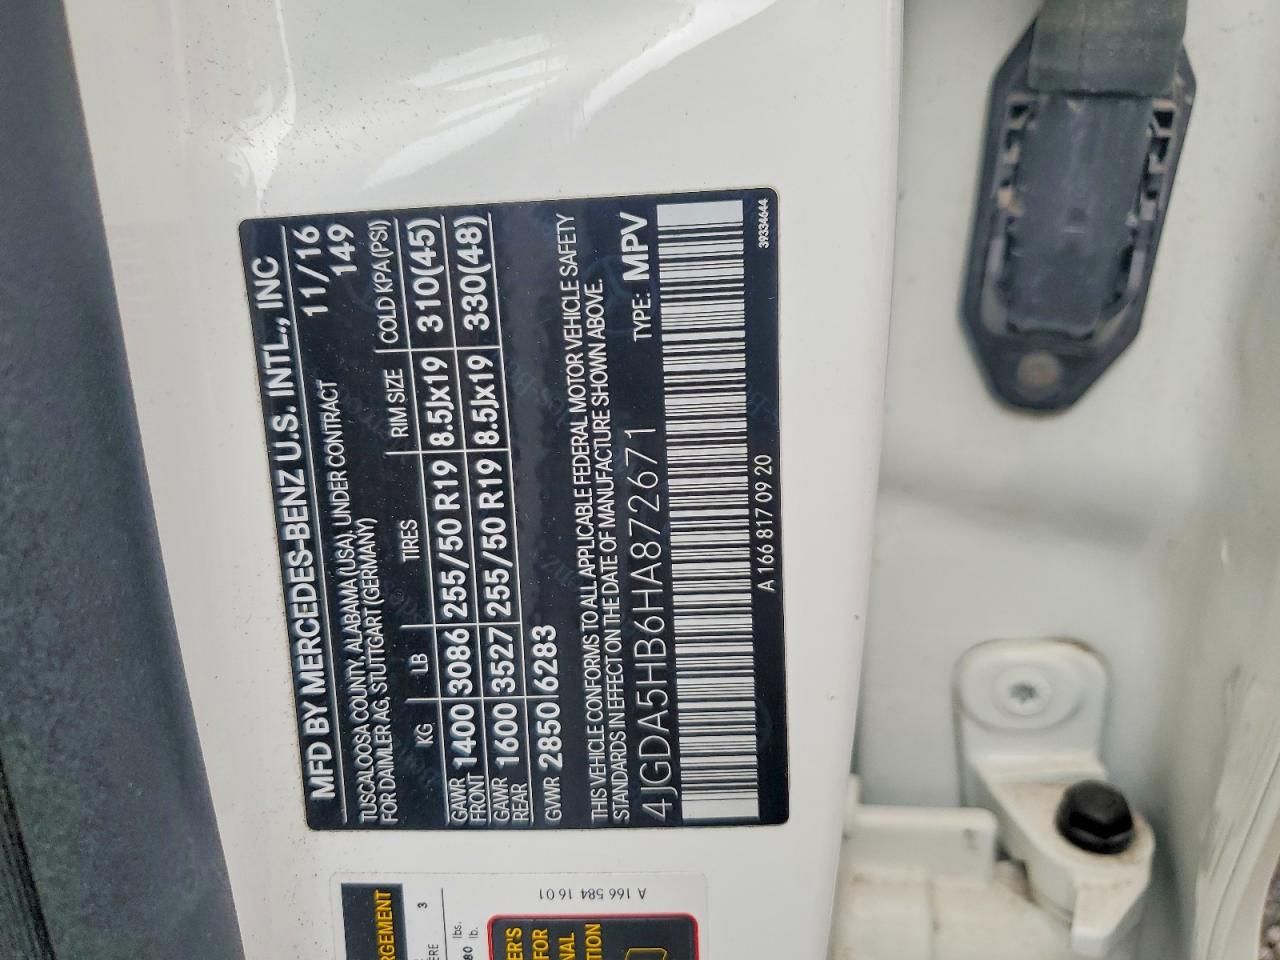 MFD BY MERCEDES-BENZ U.S. INTL., INC
TUSCALOOSA COUNTY, ALABAMA (USA), UNDER CONTRACT 11/16
FOR DAIMLER AG, STUTTGART (GERMANY) 149
KG LB TIRES RIM SIZE COLD KPA (PSI)
GAWR FRONT 1400 3086 255/50 R19 8.5Jx19 310(45)
GAWR REAR 1600 3527 255/50 R19 8.5Jx19 330(48)
GVWR 2850 6283
THIS VEHICLE CONFORMS TO ALL APPLICABLE FEDERAL MOTOR VEHICLE SAFETY
STANDARDS IN EFFECT ON THE DATE OF MANUFACTURE SHOWN ABOVE.
4JGDA5HB6HA872671 TYPE: MPV
A 166 817 09 20 39334644
A 166 584 16 01
3
lbs.
lb.